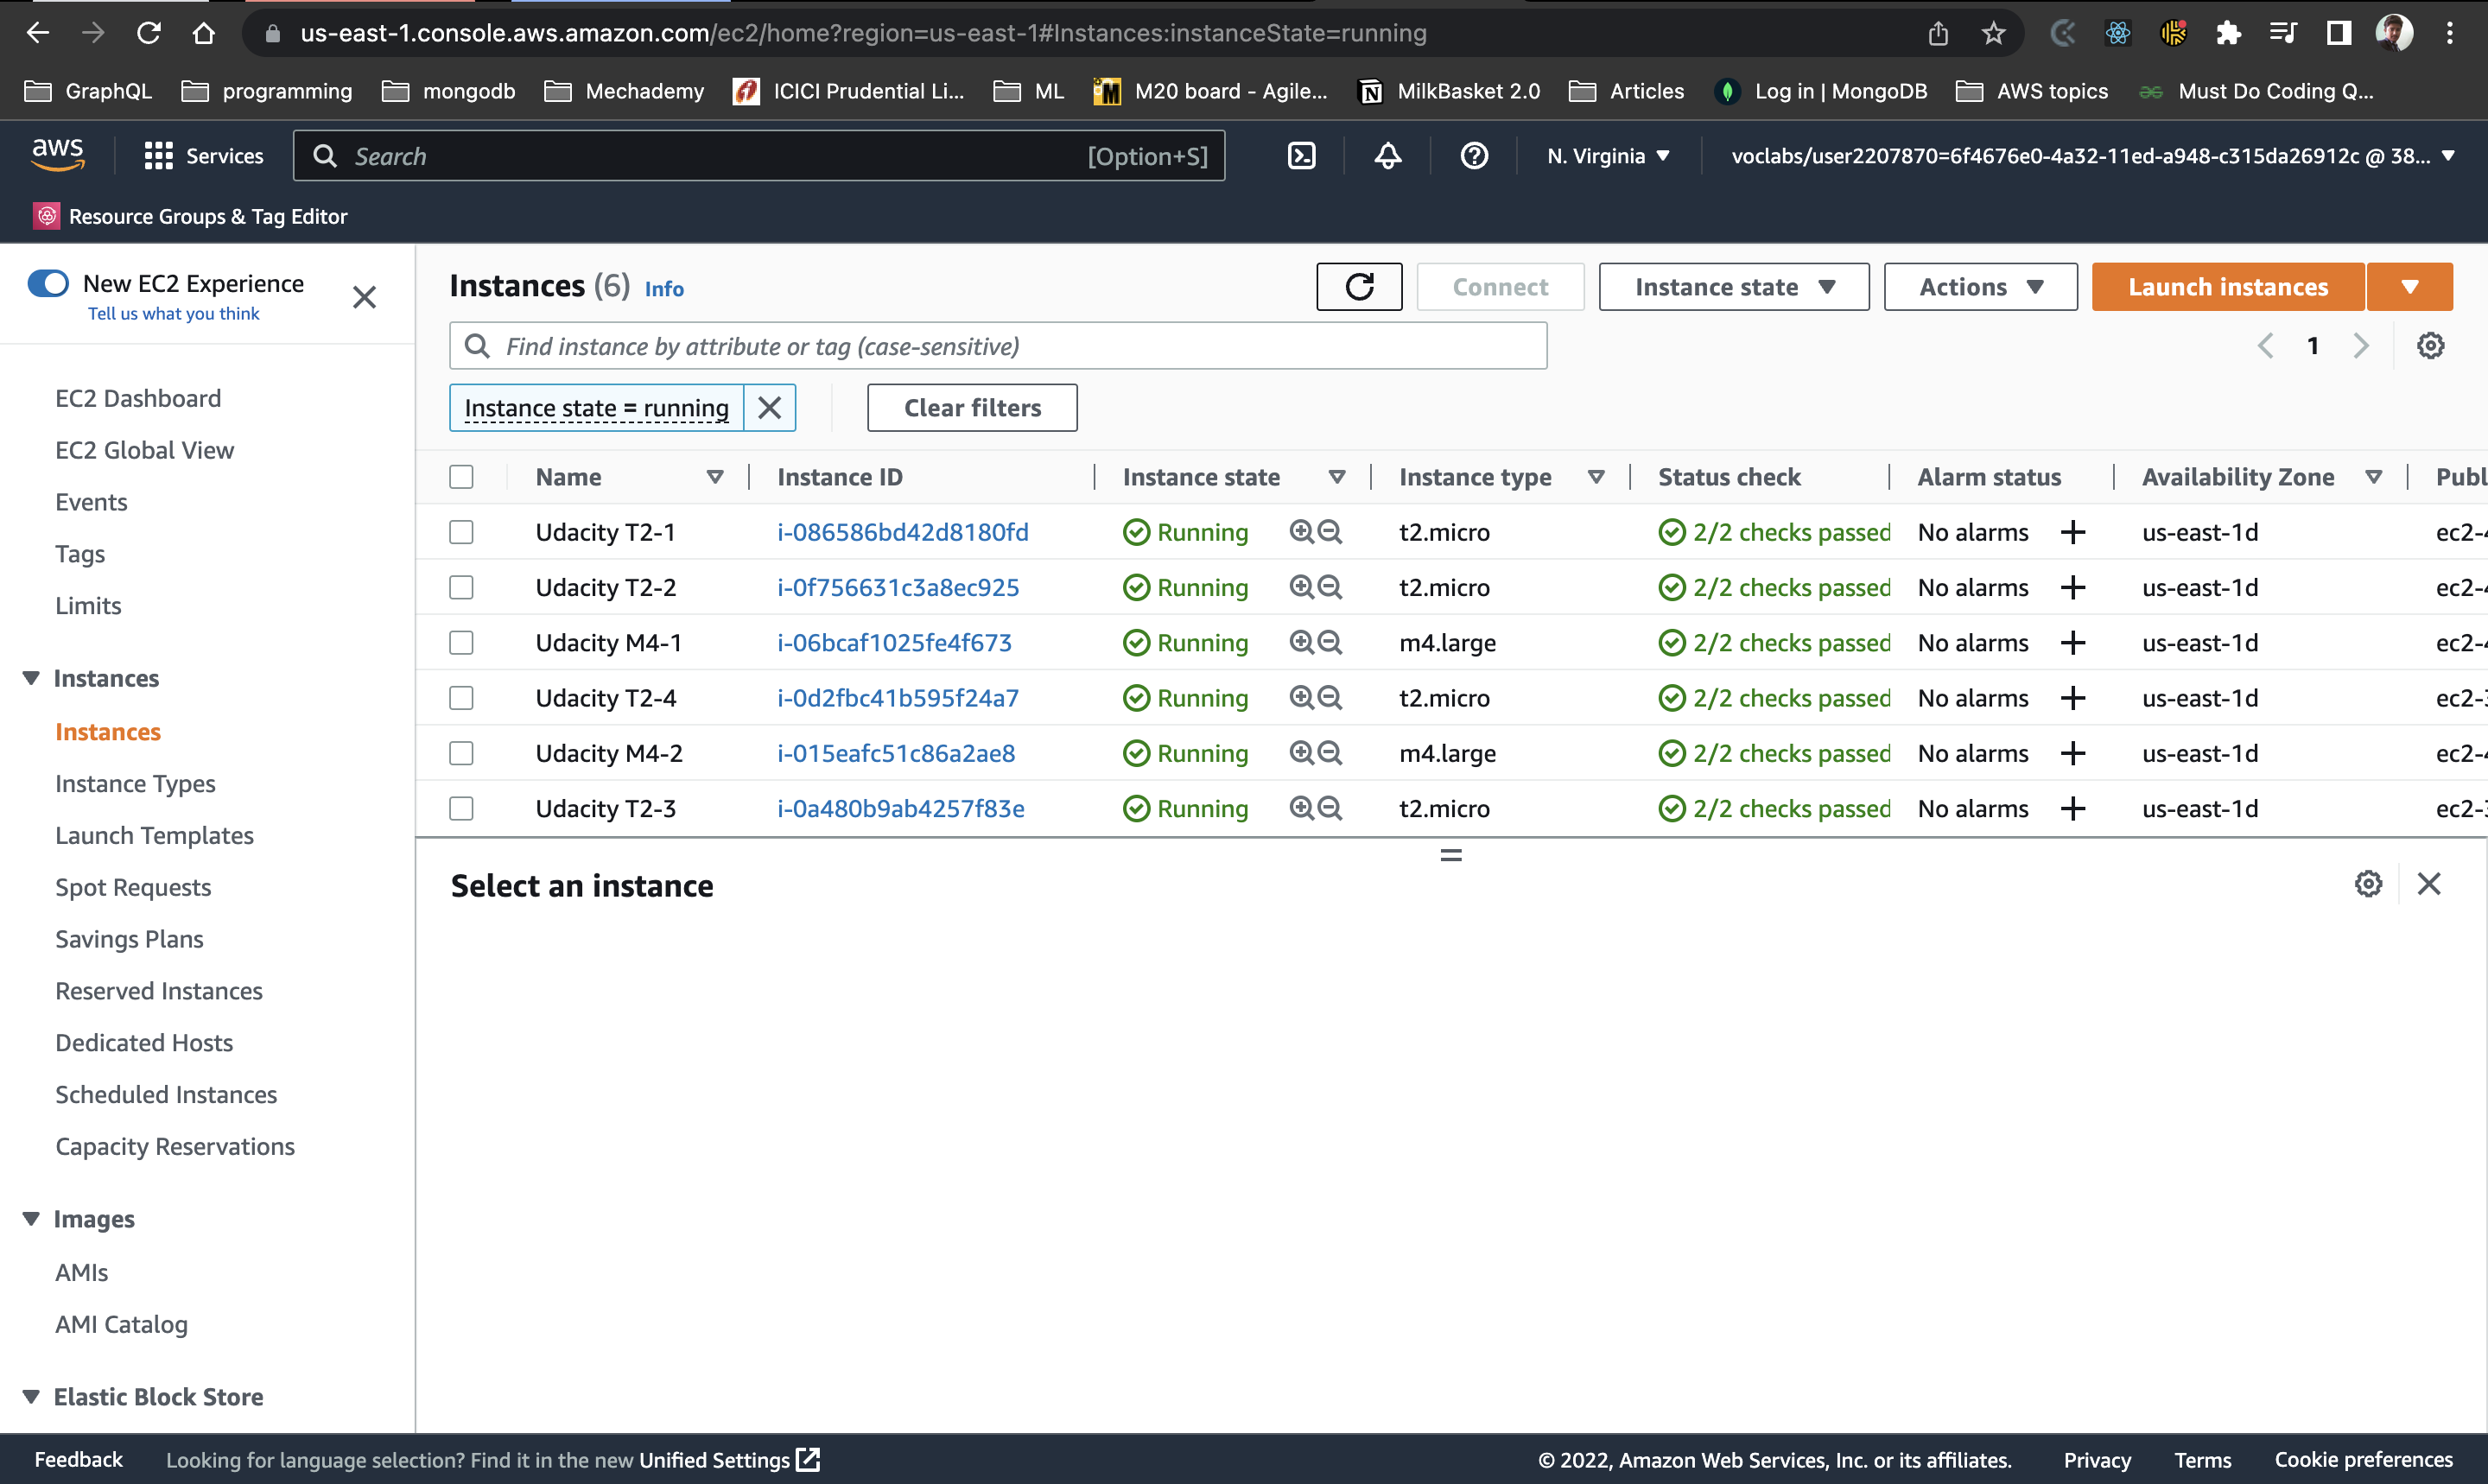 us-east-1.console.aws.amazon.com/ec2/home?region=us-east-1#Instances:instanceState=running
GraphQL programming mongodb Mechademy ICICI Prudential Li... ML M20 board - Agile... MilkBasket 2.0 Articles Log in | MongoDB AWS topics Must Do Coding Q...
aws Services Search [Option+S] N. Virginia voclabs/user2207870=6f4676e0-4a32-11ed-a948-c315da26912c @ 38...
Resource Groups & Tag Editor
New EC2 Experience
Tell us what you think
EC2 Dashboard
EC2 Global View
Events
Tags
Limits
Instances
Instances
Instance Types
Launch Templates
Spot Requests
Savings Plans
Reserved Instances
Dedicated Hosts
Scheduled Instances
Capacity Reservations
Images
AMIs
AMI Catalog
Elastic Block Store
Instances (6) Info Connect Instance state Actions Launch instances
Find instance by attribute or tag (case-sensitive) 1
Instance state = running Clear filters
Name Instance ID Instance state Instance type Status check Alarm status Availability Zone Publ
Udacity T2-1 i-086586bd42d8180fd Running t2.micro 2/2 checks passed No alarms + us-east-1d ec2-4
Udacity T2-2 i-0f756631c3a8ec925 Running t2.micro 2/2 checks passed No alarms + us-east-1d ec2-4
Udacity M4-1 i-06bcaf1025fe4f673 Running m4.large 2/2 checks passed No alarms + us-east-1d ec2-4
Udacity T2-4 i-0d2fbc41b595f24a7 Running t2.micro 2/2 checks passed No alarms + us-east-1d ec2-3
Udacity M4-2 i-015eafc51c86a2ae8 Running m4.large 2/2 checks passed No alarms + us-east-1d ec2-4
Udacity T2-3 i-0a480b9ab4257f83e Running t2.micro 2/2 checks passed No alarms + us-east-1d ec2-3
Select an instance
Feedback Looking for language selection? Find it in the new Unified Settings © 2022, Amazon Web Services, Inc. or its affiliates. Privacy Terms Cookie preferences